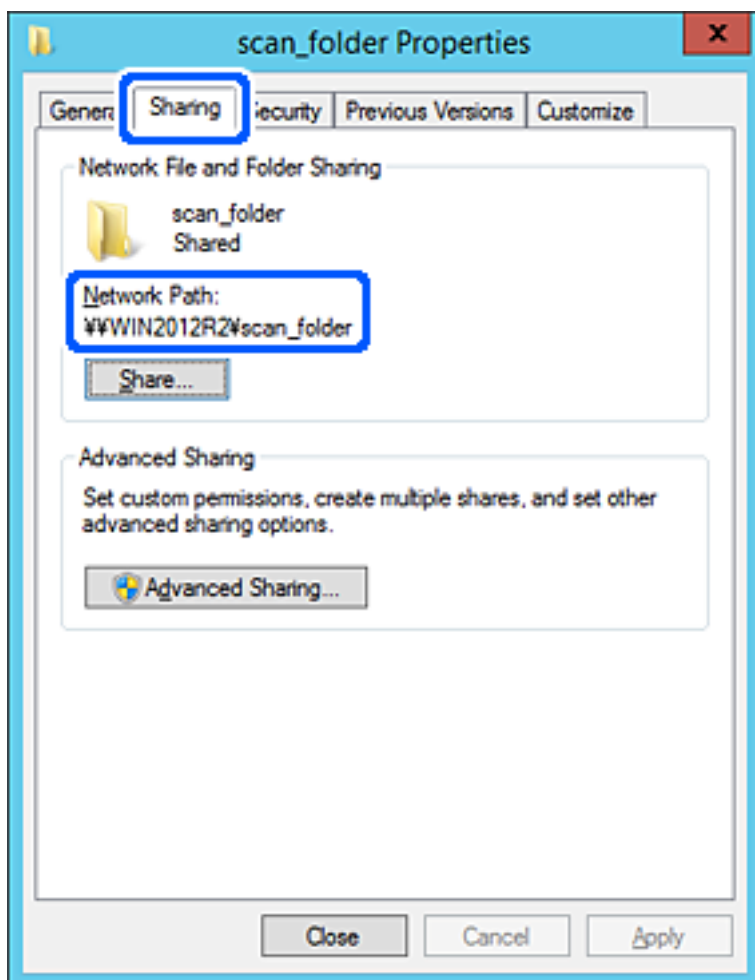 scan_folder Properties
x
Sharing
Previous Versions
Customize
Network File and Folder Sharing
scan_folder
Shared
Network Path:
¥¥WIN2012R2¥scan_folder
Share...
Advanced Sharing
Set custom permissions, create multiple shares, and set other
advanced sharing options.
Advanced Sharing...
Close
Cancel
Apply